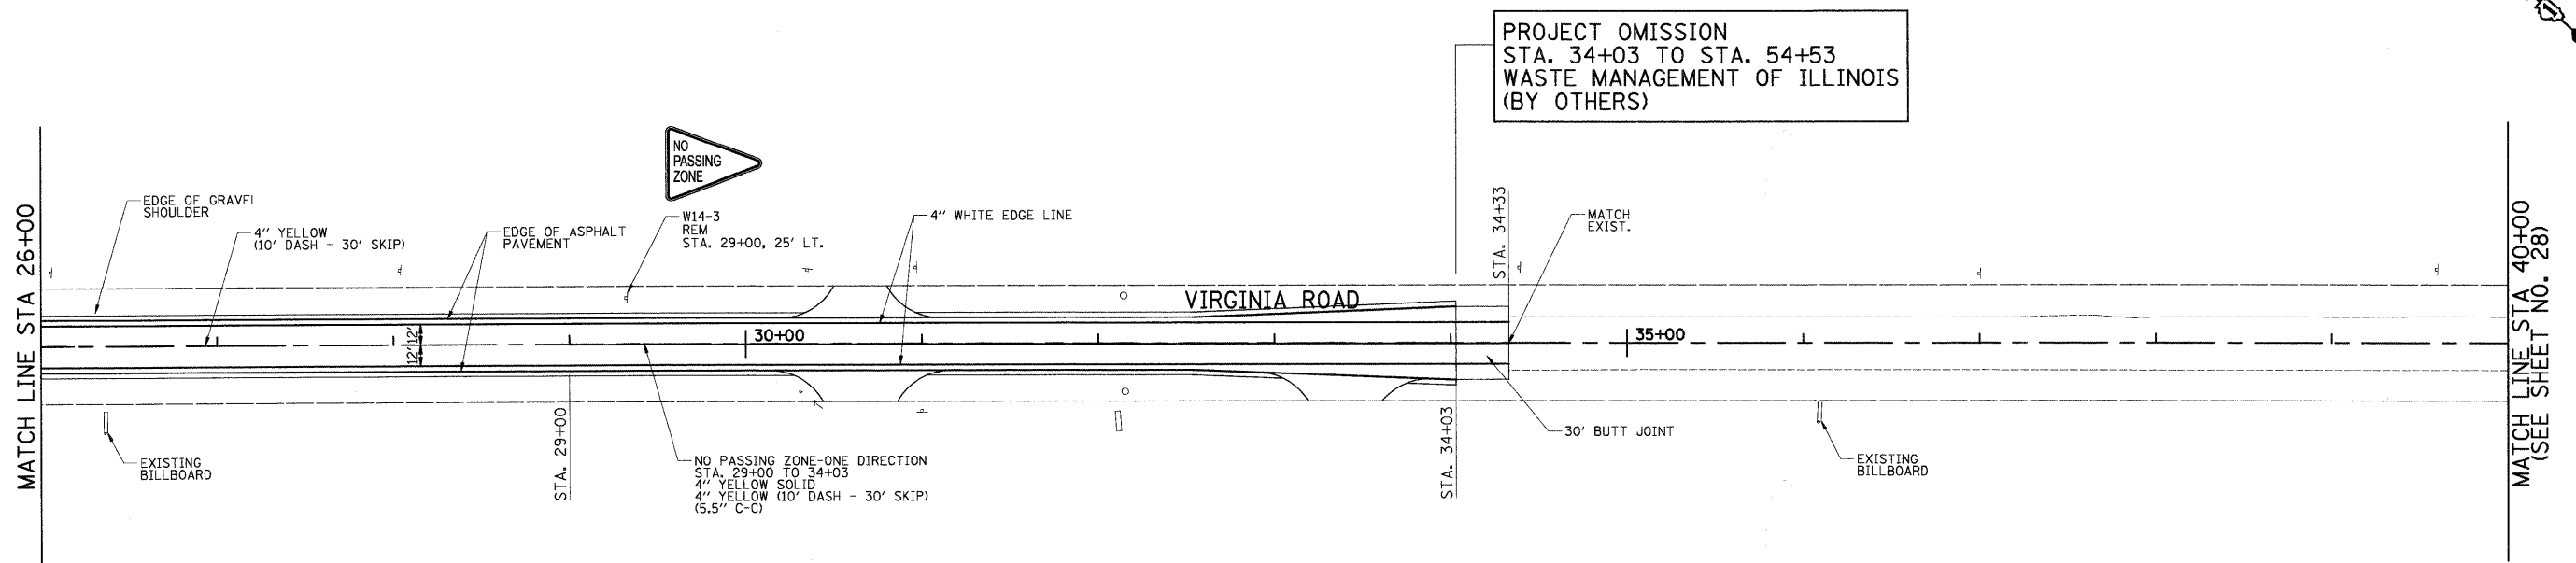 PROJECT OMISSION
STA. 34+03 TO STA. 54+53
WASTE MANAGEMENT OF ILLINOIS
(BY OTHERS)
NO
PASSING
ZONE
MATCH LINE STA 26+00
EDGE OF GRAVEL
SHOULDER
4" YELLOW
(10' DASH - 30' SKIP)
EDGE OF ASPHALT
PAVEMENT
W14-3
REM
STA. 29+00, 25' LT.
4" WHITE EDGE LINE
STA. 34+33
MATCH
EXIST.
VIRGINIA ROAD
12'
12'
30+00
35+00
STA. 29+00
STA. 34+03
EXISTING
BILLBOARD
NO PASSING ZONE-ONE DIRECTION
STA. 29+00 TO 34+03
4" YELLOW SOLID
4" YELLOW (10' DASH - 30' SKIP)
(5.5" C-C)
30' BUTT JOINT
EXISTING
BILLBOARD
MATCH LINE STA 40+00
(SEE SHEET NO. 28)